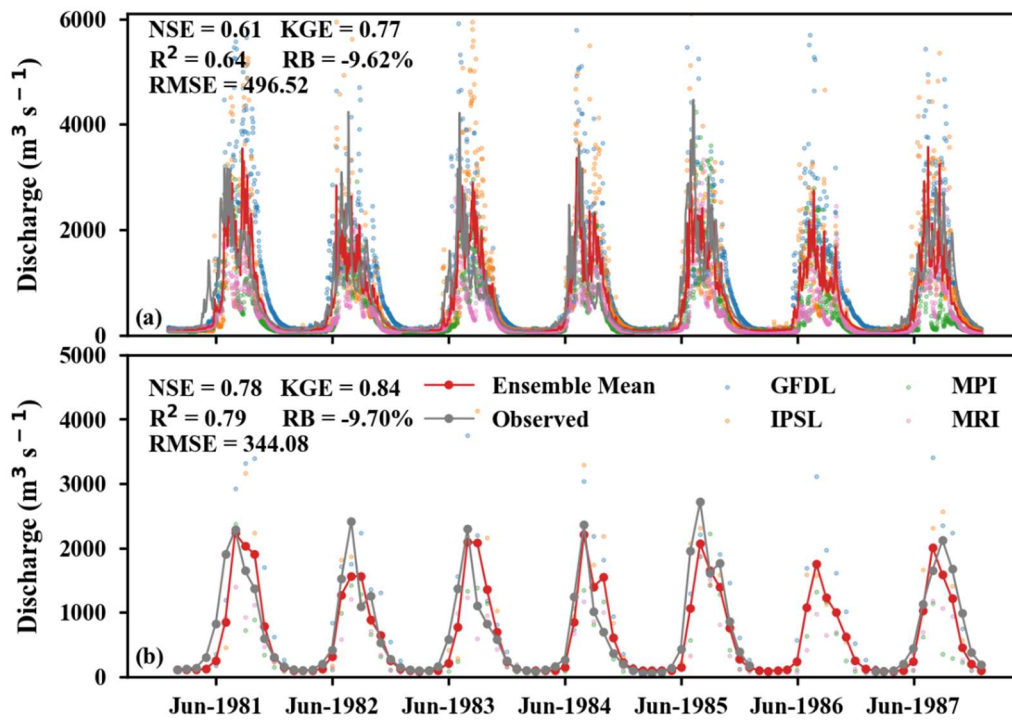 6000
4000
2000
0
Discharge (m³ s⁻¹)
NSE = 0.61 KGE = 0.77
R² = 0.64 RB = -9.62%
RMSE = 496.52
(a)
5000
4000
3000
2000
1000
0
Discharge (m³ s⁻¹)
NSE = 0.78 KGE = 0.84
R² = 0.79 RB = -9.70%
RMSE = 344.08
Ensemble Mean GFDL MPI
Observed IPSL MRI
(b)
Jun-1981 Jun-1982 Jun-1983 Jun-1984 Jun-1985 Jun-1986 Jun-1987